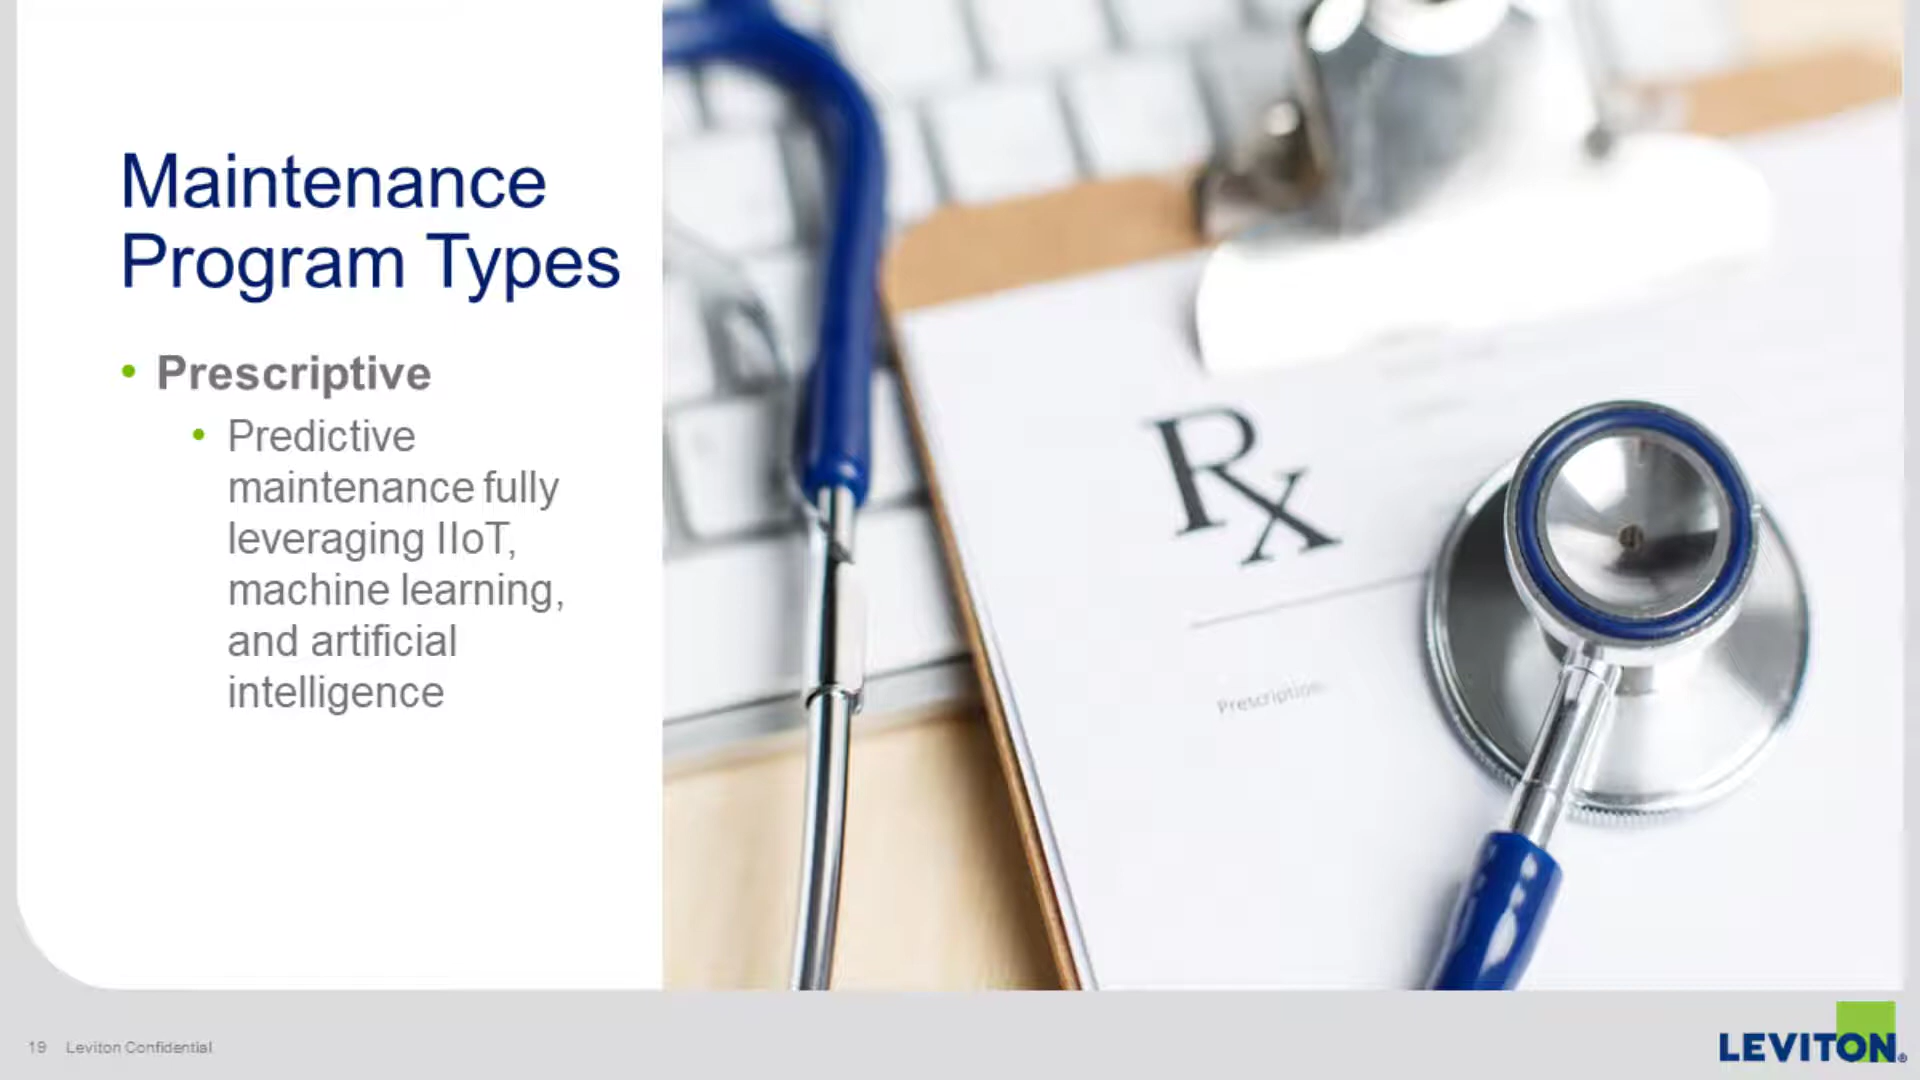 Maintenance
Program Types
• Prescriptive
• Predictive
maintenance fully
leveraging IIoT,
machine learning,
and artificial
intelligence
Rx
Prescription
19 Leviton Confidential
LEVITON®